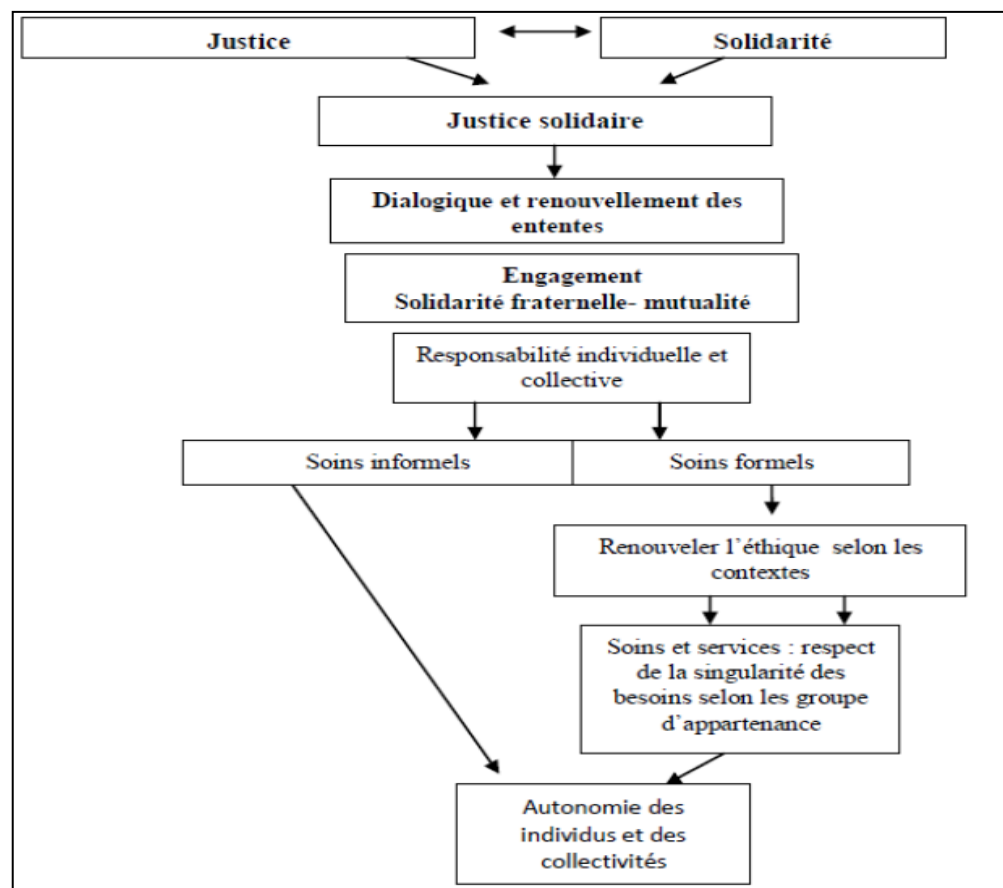 Justice
Solidarité
Justice solidaire
Dialogique et renouvellement des
ententes
Engagement
Solidarité fraternelle- mutualité
Responsabilité individuelle et
collective
Soins informels
Soins formels
Renouveler l’éthique selon les
contextes
Soins et services : respect
de la singularité des
besoins selon les groupe
d’appartenance
Autonomie des
individus et des
collectivités